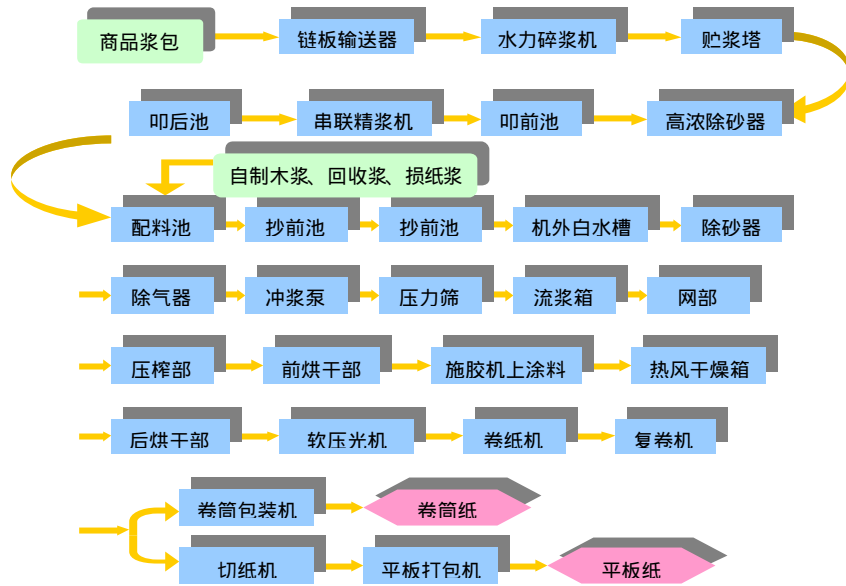 商品浆包 链板输送器 水力碎浆机 贮浆塔
叩后池 串联精浆机 叩前池 高浓除砂器
自制木浆、回收浆、损纸浆
配料池 抄前池 抄前池 机外白水槽 除砂器
除气器 冲浆泵 压力筛 流浆箱 网部
压榨部 前烘干部 施胶机上涂料 热风干燥箱
后烘干部 软压光机 卷纸机 复卷机
卷筒包装机 卷筒纸
切纸机 平板打包机 平板纸